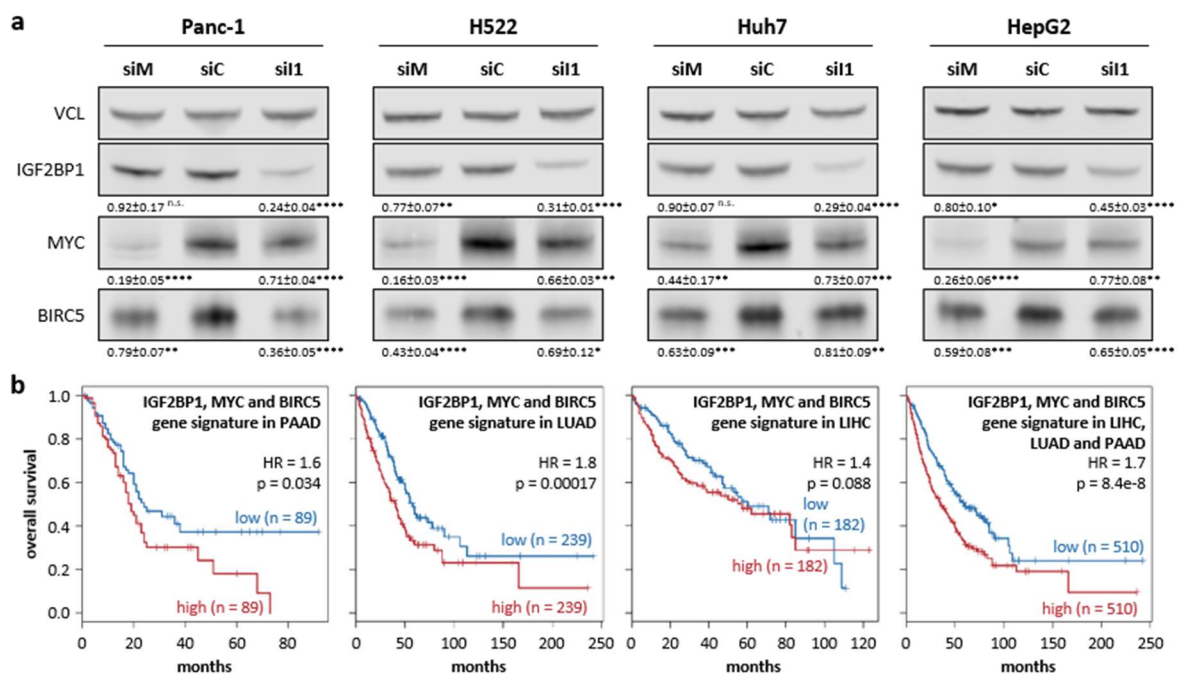 a
Panc-1 H522 Huh7 HepG2
siM siC siI1 siM siC siI1 siM siC siI1 siM siC siI1
VCL
IGF2BP1
0.92±0.17 n.s. 0.24±0.04**** 0.77±0.07** 0.31±0.01**** 0.90±0.07 n.s. 0.29±0.04**** 0.80±0.10* 0.45±0.03****
MYC
0.19±0.05**** 0.71±0.04**** 0.16±0.03**** 0.66±0.03*** 0.44±0.17** 0.73±0.07*** 0.26±0.06**** 0.77±0.08**
BIRC5
0.79±0.07** 0.36±0.05**** 0.43±0.04**** 0.69±0.12* 0.63±0.09*** 0.81±0.09** 0.59±0.08*** 0.65±0.05****
b
overall survival
1.0
0.8
0.6
0.4
0.2
0.0
IGF2BP1, MYC and BIRC5
gene signature in PAAD
HR = 1.6
p = 0.034
low (n = 89)
high (n = 89)
0 20 40 60 80
months
IGF2BP1, MYC and BIRC5
gene signature in LUAD
HR = 1.8
p = 0.00017
low (n = 239)
high (n = 239)
0 50 100 150 200 250
months
IGF2BP1, MYC and BIRC5
gene signature in LIHC
HR = 1.4
p = 0.088
low
(n = 182)
high (n = 182)
0 20 40 60 80 100 120
months
IGF2BP1, MYC and BIRC5
gene signature in LIHC,
LUAD and PAAD
HR = 1.7
p = 8.4e-8
low (n = 510)
high (n = 510)
0 50 100 150 200 250
months